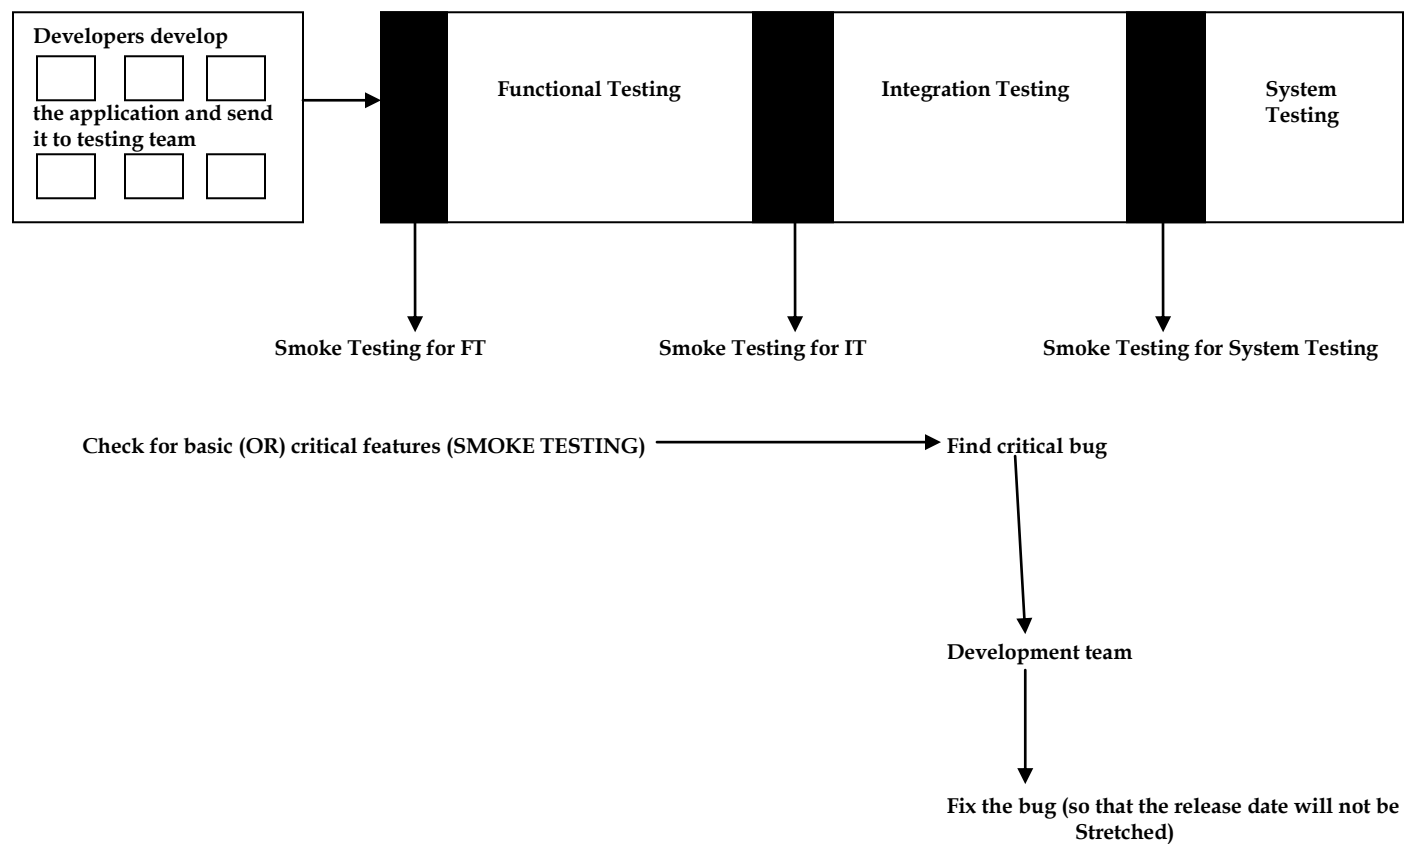 Developers develop
the application and send
it to testing team
Functional Testing
Integration Testing
System
Testing
Smoke Testing for FT
Smoke Testing for IT
Smoke Testing for System Testing
Check for basic (OR) critical features (SMOKE TESTING)
Find critical bug
Development team
Fix the bug (so that the release date will not be
Stretched)